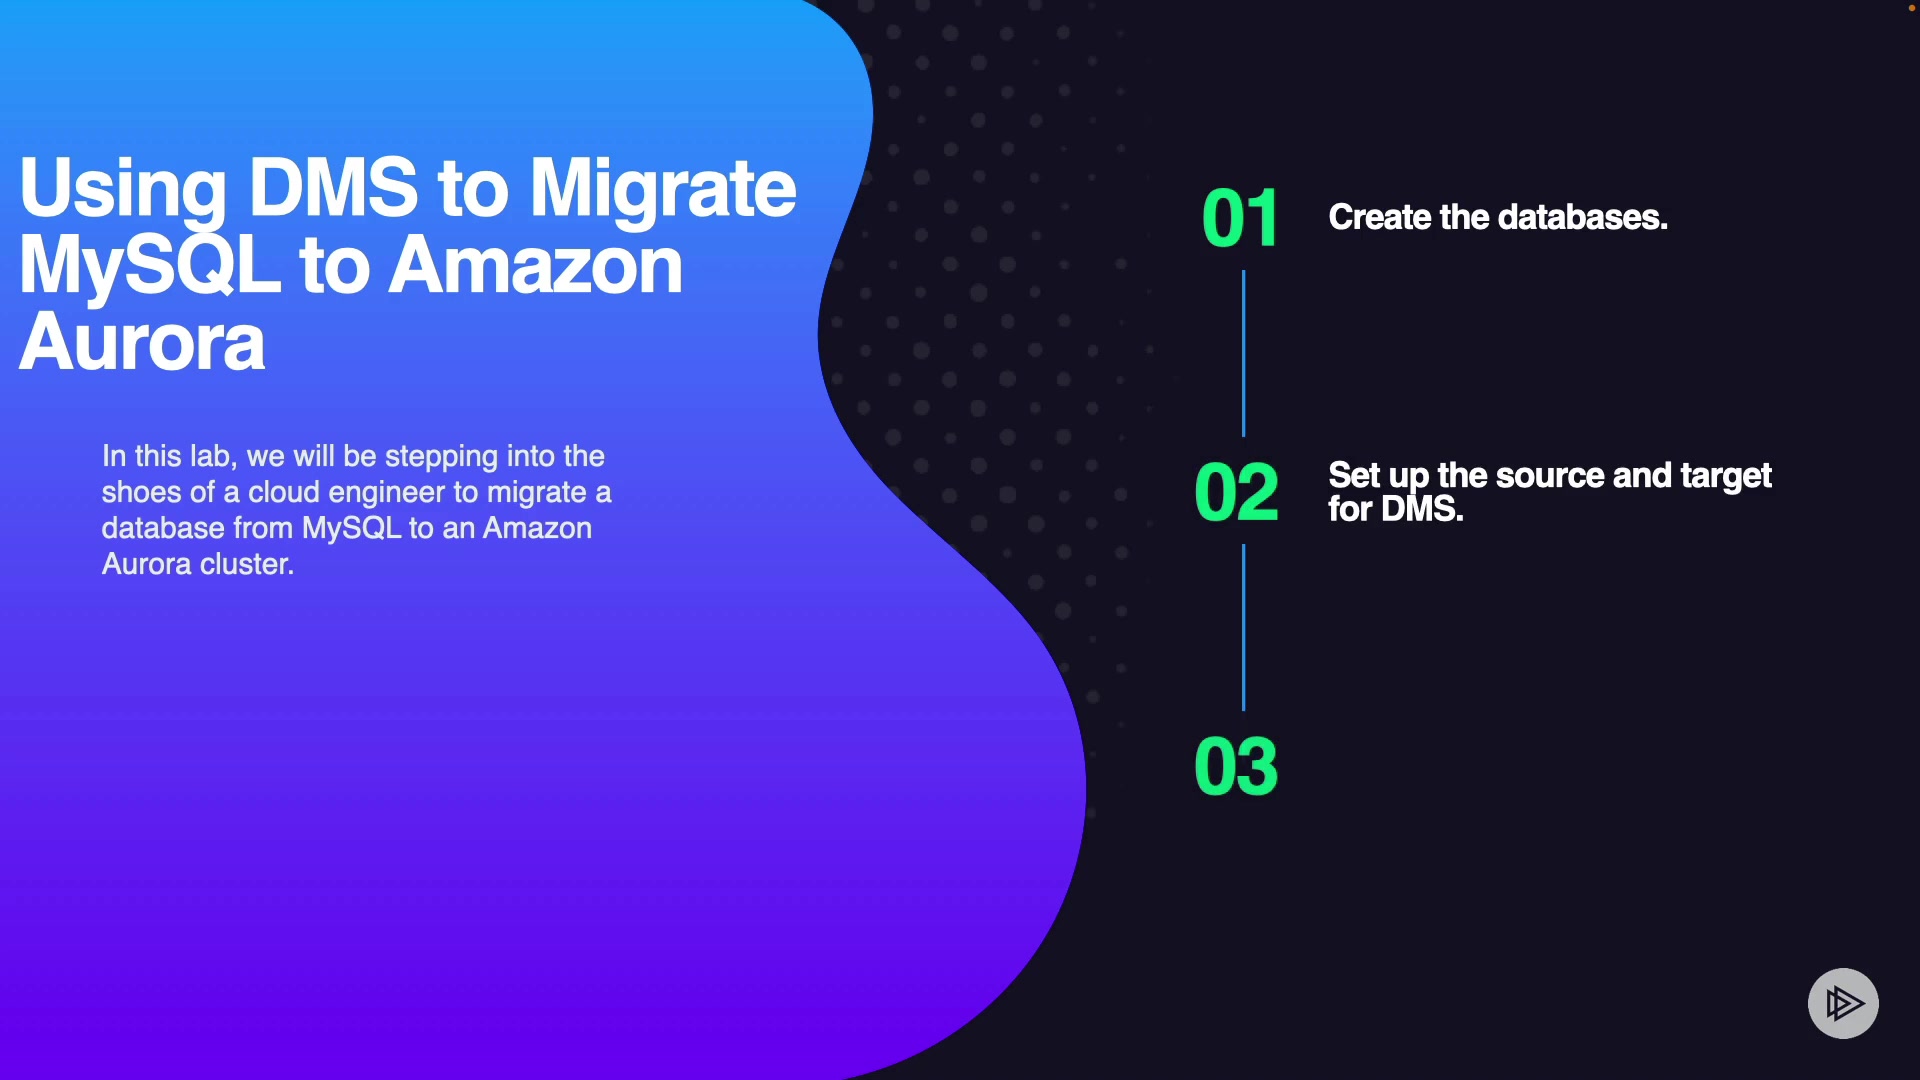 Using DMS to Migrate
MySQL to Amazon
Aurora
In this lab, we will be stepping into the
shoes of a cloud engineer to migrate a
database from MySQL to an Amazon
Aurora cluster.
01
Create the databases.
02
Set up the source and target
for DMS.
03